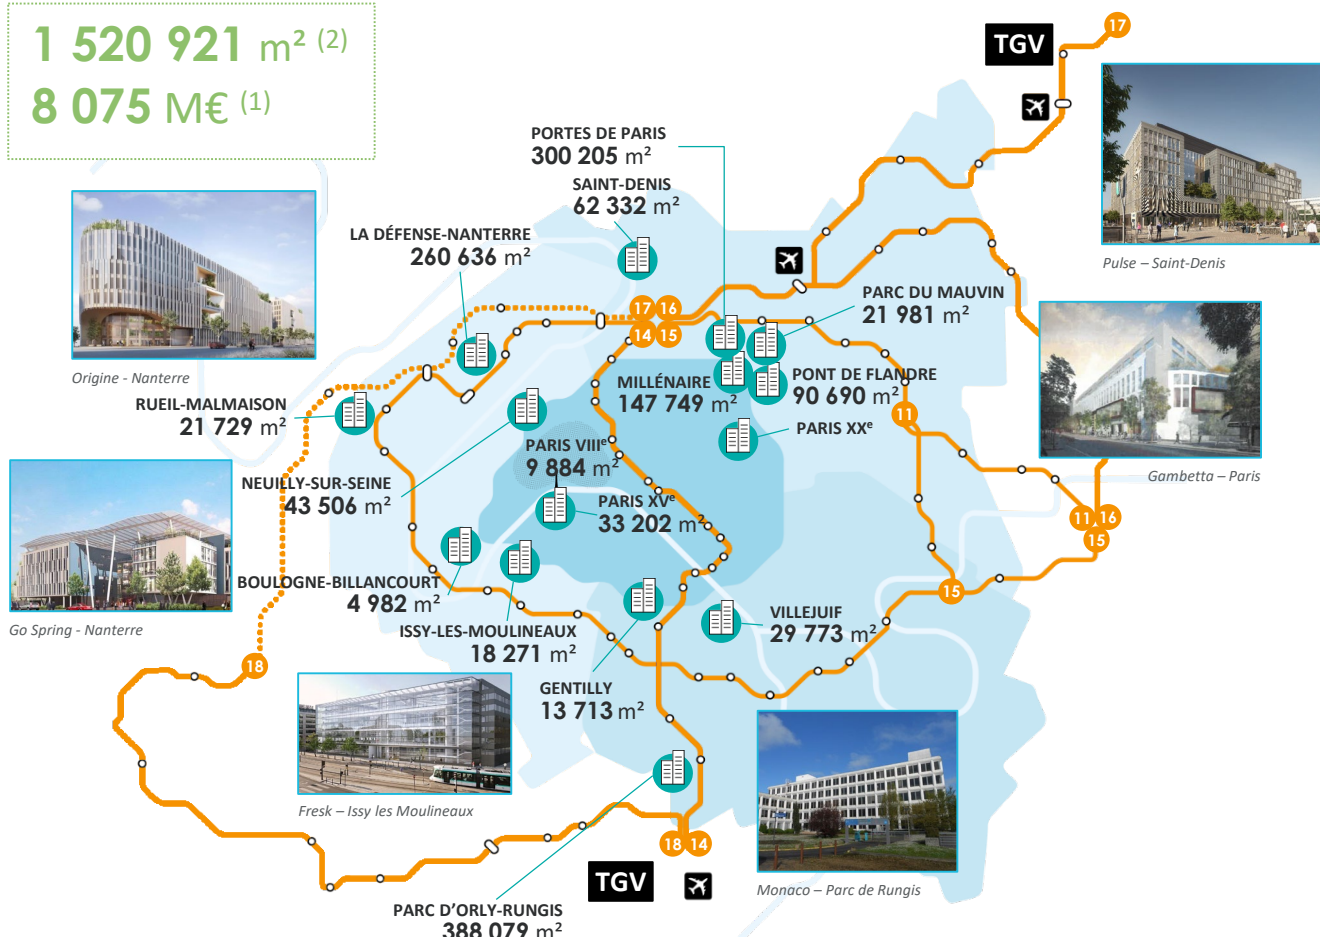 1 520 921 m² (2)
8 075 M€ (1)
TGV
17
PORTES DE PARIS
300 205 m²
SAINT-DENIS
62 332 m²
LA DÉFENSE-NANTERRE
260 636 m²
Pulse – Saint-Denis
PARC DU MAUVIN
21 981 m²
17 16
14 15
Origine - Nanterre
MILLÉNAIRE
147 749 m²
PONT DE FLANDRE
90 690 m²
RUEIL-MALMAISON
21 729 m²
11
PARIS XXe
PARIS VIIIe
9 884 m²
Gambetta – Paris
NEUILLY-SUR-SEINE
43 506 m²
PARIS XVe
33 202 m²
11 16
15
BOULOGNE-BILLANCOURT
4 982 m²
15
Go Spring - Nanterre
ISSY-LES-MOULINEAUX
18 271 m²
VILLEJUIF
29 773 m²
18
GENTILLY
13 713 m²
Fresk – Issy les Moulineaux
18 14
TGV
Monaco – Parc de Rungis
PARC D'ORLY-RUNGIS
388 079 m²